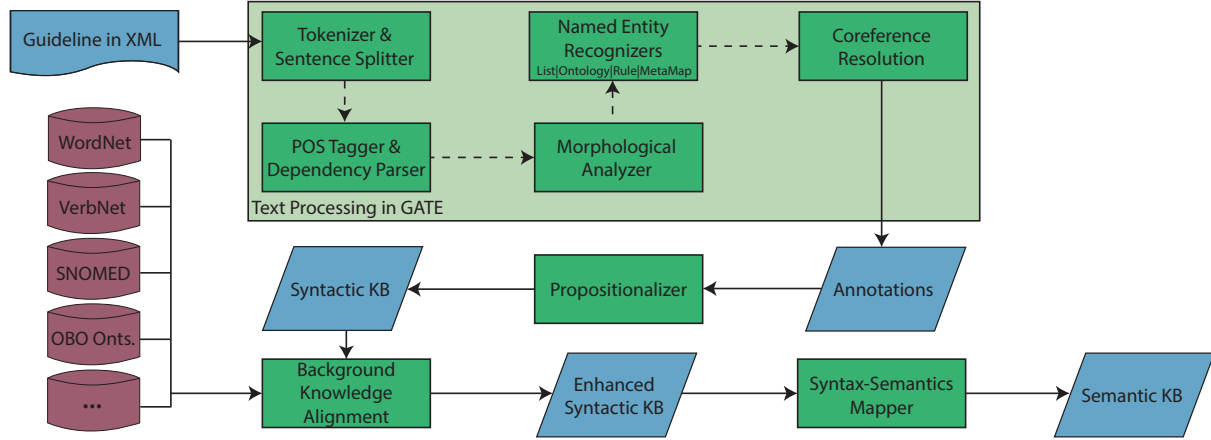 Guideline in XML
Tokenizer &
Sentence Splitter
Named Entity
Recognizers
List|Ontology|Rule|MetaMap
Coreference
Resolution
POS Tagger &
Dependency Parser
Morphological
Analyzer
Text Processing in GATE
WordNet
VerbNet
SNOMED
OBO Onts.
...
Syntactic KB
Propositionalizer
Annotations
Background
Knowledge
Alignment
Enhanced
Syntactic KB
Syntax-Semantics
Mapper
Semantic KB